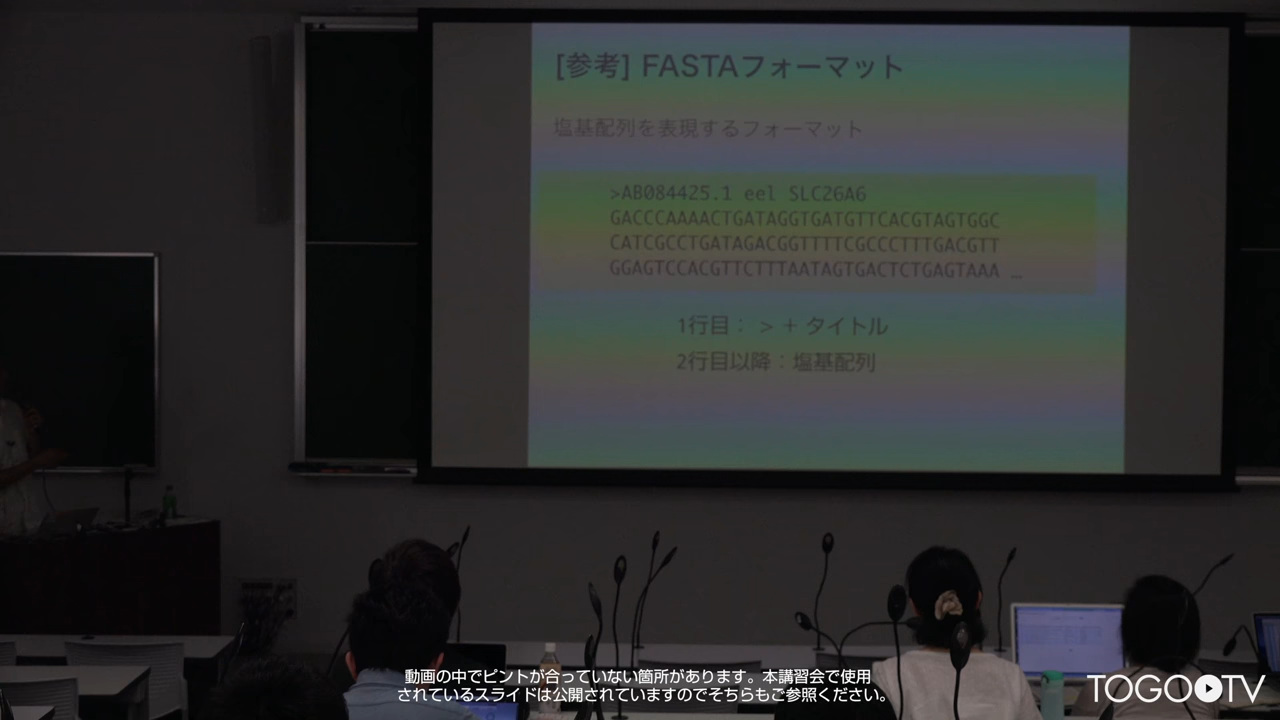 [参考] FASTAフォーマット
塩基配列を表現するフォーマット
>AB084425.1 eel SLC26A6
GACCCAAAACTGATAGGTGATGTTCACGTAGTGGC
CATCGCCTGATAGACGGTTTTCGCCCTTTGACGTT
GGAGTCCACGTTCTTTAATAGTGACTCTGAGTAAA ...
1行目： > + タイトル
2行目以降：塩基配列
動画の中でピントが合っていない箇所があります。本講習会で使用
されているスライドは公開されていますのでそちらもご参照ください。
TOGOTV